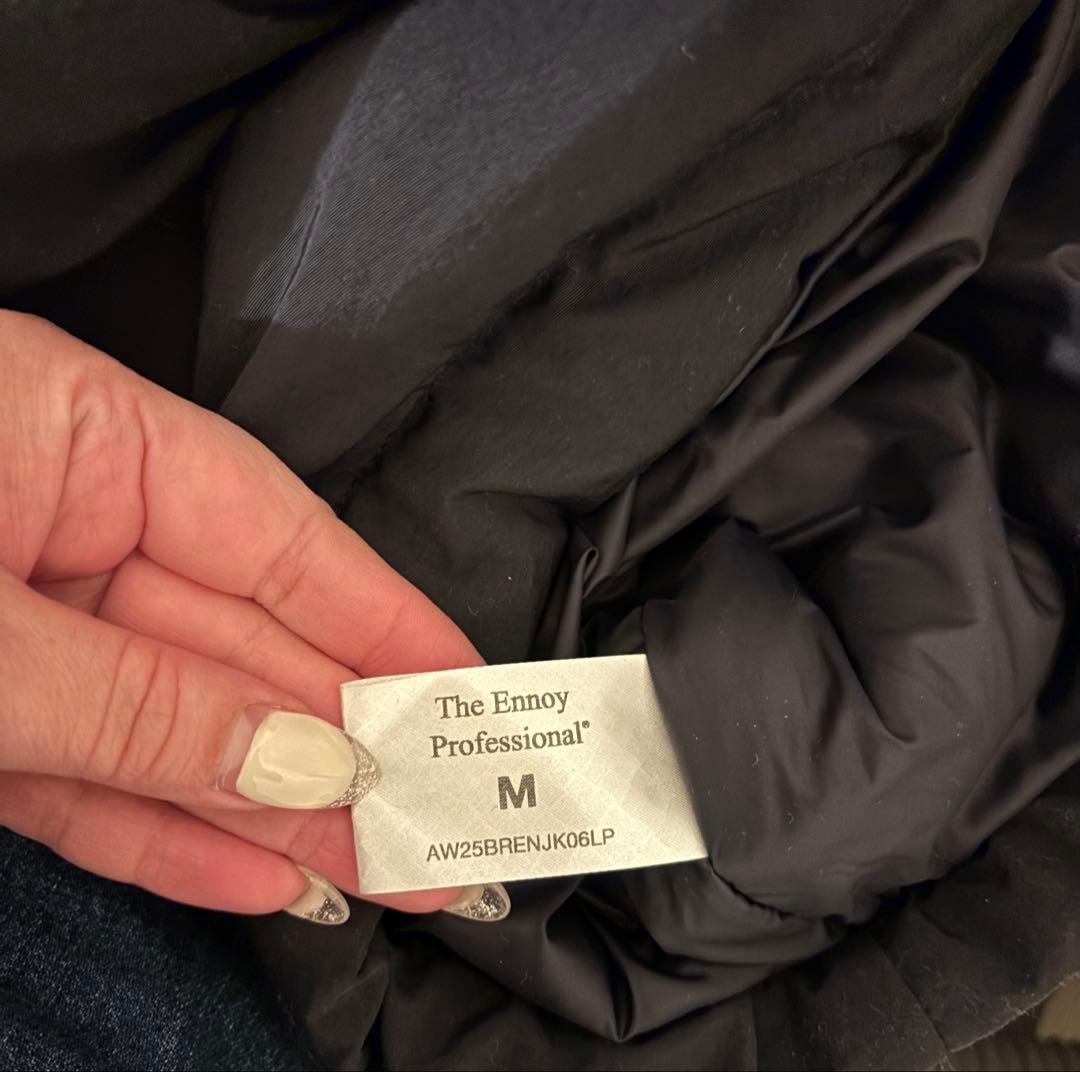 The Ennoy
Professional®
M
AW25BRENJK06LP